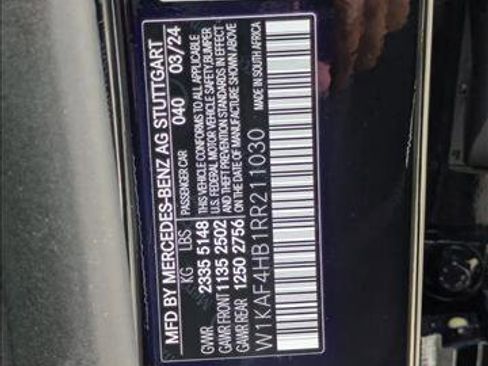 MFD BY MERCEDES-BENZ AG STUTTGART
KG LBS PASSENGER CAR 040 03/24
GVWR 2335 5148
GAWR FRONT 1135 2502
GAWR REAR 1250 2756
THIS VEHICLE CONFORMS TO ALL APPLICABLE
U.S. FEDERAL MOTOR VEHICLE SAFETY, BUMPER
AND THEFT PREVENTION STANDARDS IN EFFECT
ON THE DATE OF MANUFACTURE SHOWN ABOVE
W1KAF4HB1RR211030
MADE IN SOUTH AFRICA